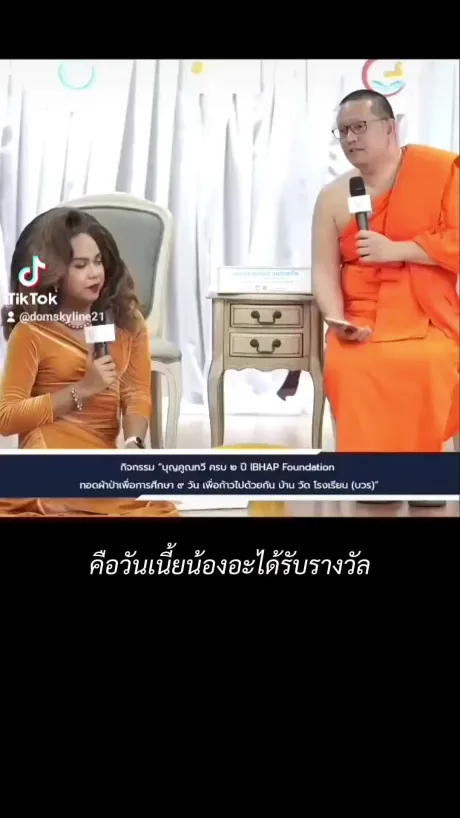 TikTok
@domskyline21
กิจกรรม "บุญคูณทวี ครบ ๒ ปี IBHAP Foundation
ทอดผ้าป่าเพื่อการศึกษา ๙ วัน เพื่อก้าวไปด้วยกัน บ้าน วัด โรงเรียน (บวร)"
คือวันเนี้ยน้องอะได้รับรางวัล